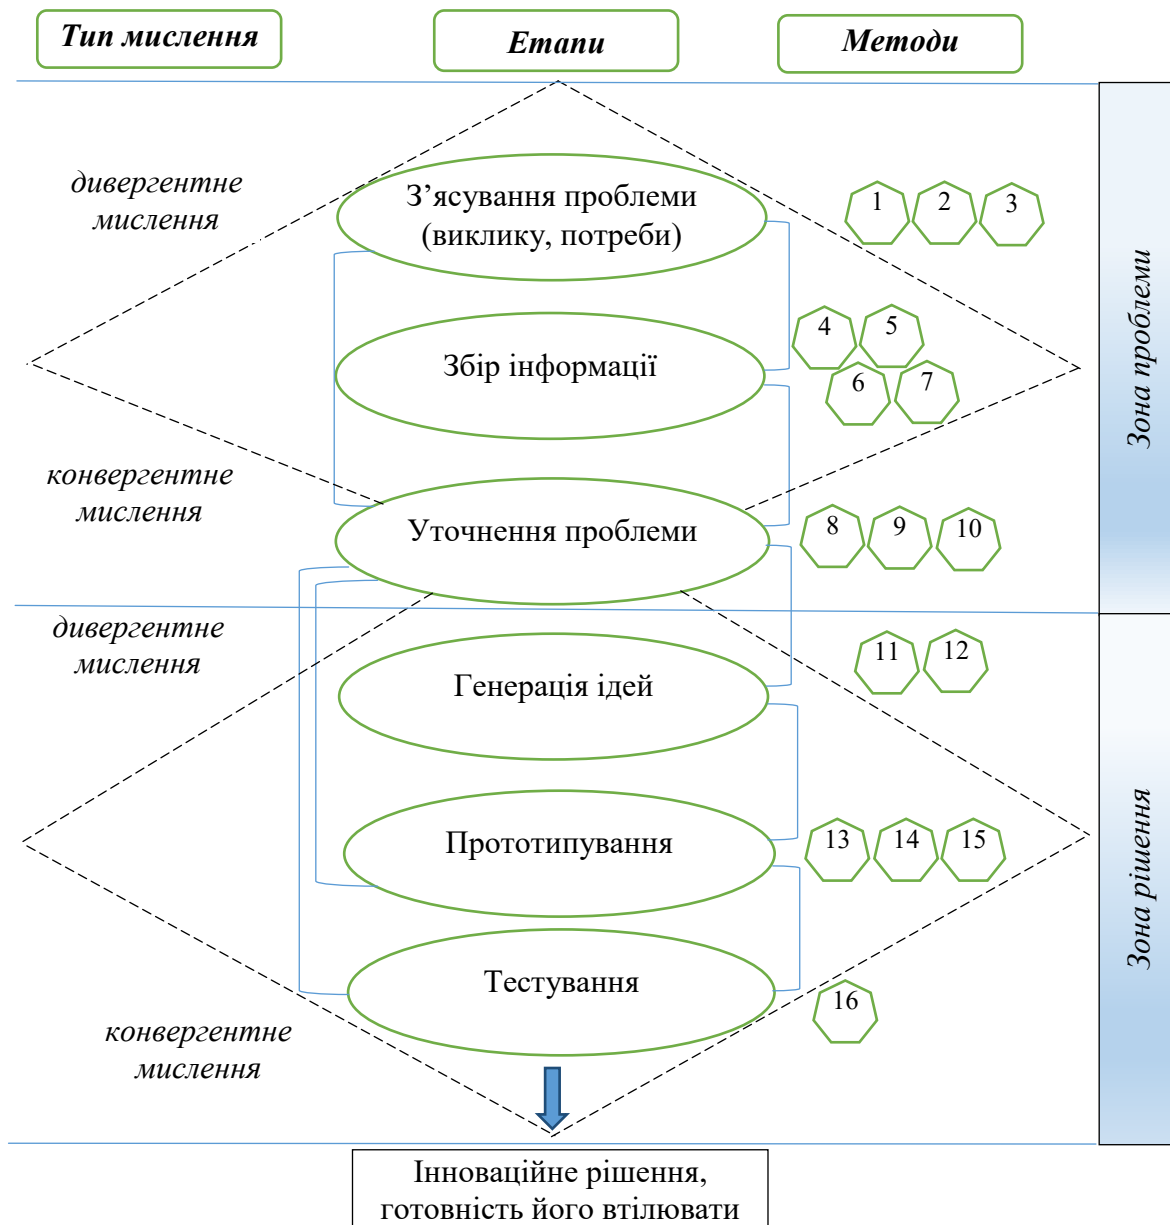 Тип мислення
Етапи
Методи
дивергентне
мислення
З’ясування проблеми
(виклику, потреби)
1
2
3
Збір інформації
4
5
6
7
Зона проблеми
конвергентне
мислення
Уточнення проблеми
8
9
10
дивергентне
мислення
Генерація ідей
11
12
Прототипування
13
14
15
Зона рішення
Тестування
16
конвергентне
мислення
Інноваційне рішення,
готовність його втілювати